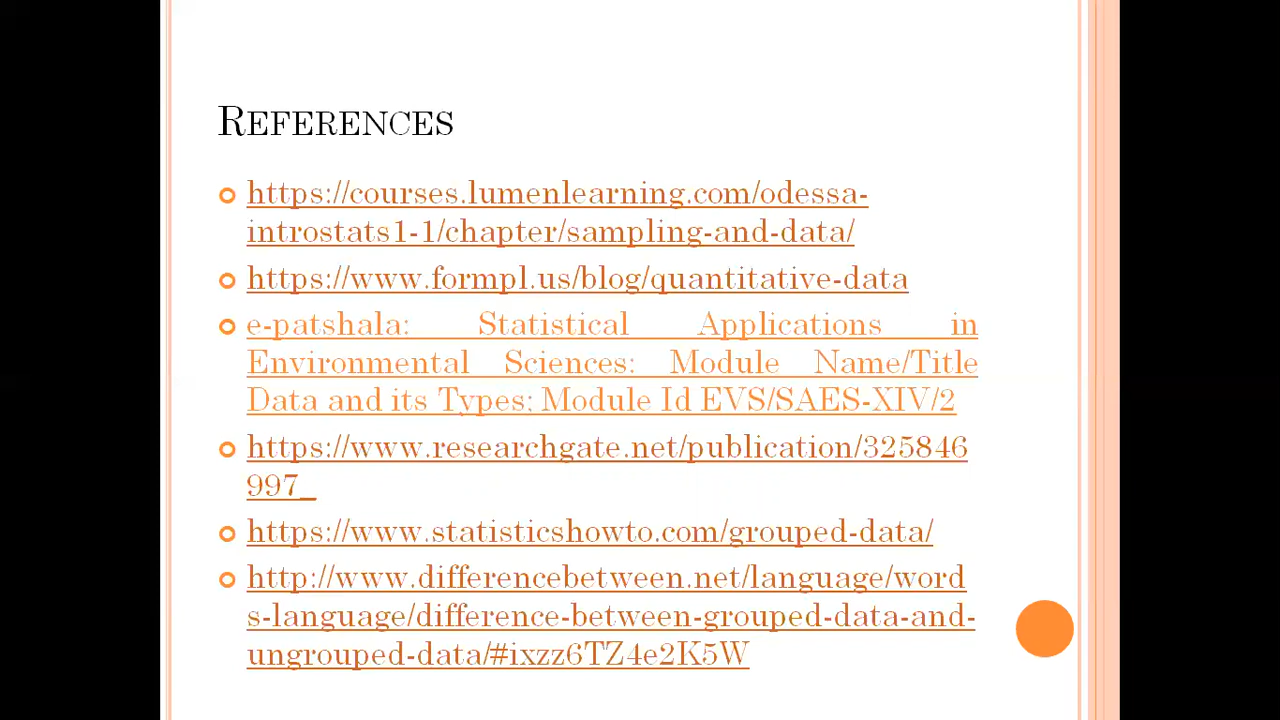 REFERENCES
https://courses.lumenlearning.com/odessa-
introstats1-1/chapter/sampling-and-data/
https://www.formpl.us/blog/quantitative-data
e-patshala: Statistical Applications in
Environmental Sciences: Module Name/Title
Data and its Types; Module Id EVS/SAES-XIV/2
https://www.researchgate.net/publication/325846
997_
https://www.statisticshowto.com/grouped-data/
http://www.differencebetween.net/language/word
s-language/difference-between-grouped-data-and-
ungrouped-data/#ixzz6TZ4e2K5W